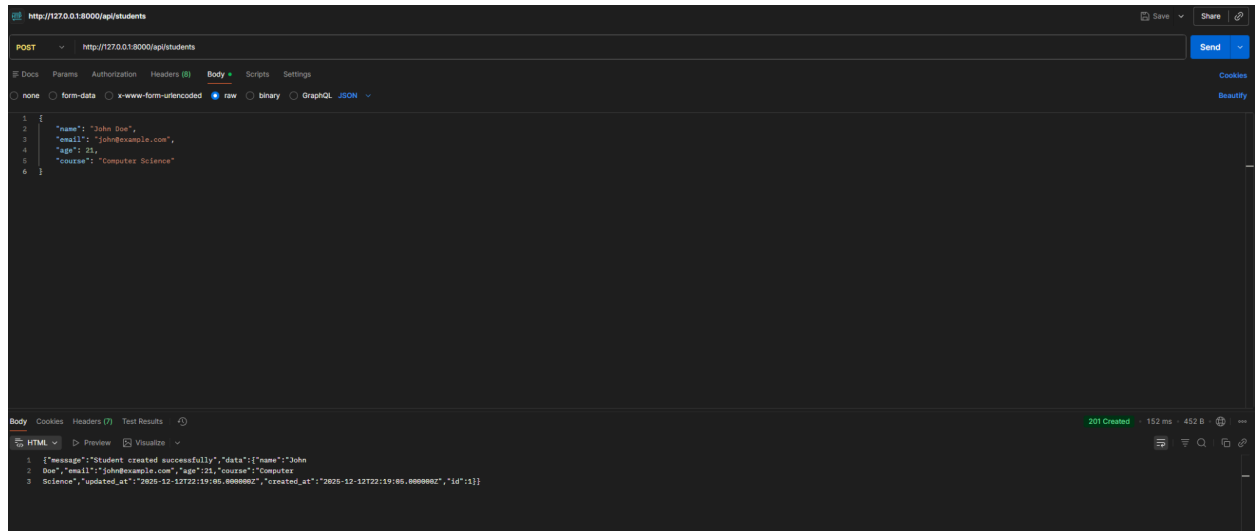 http://127.0.0.1:8000/api/students
Save
Share
POST
http://127.0.0.1:8000/api/students
Send
Docs Params Authorization Headers (8) Body Scripts Settings
Cookies
none form-data x-www-form-urlencoded raw binary GraphQL JSON
Beautify
1 {
2 "name": "John Doe",
3 "email": "john@example.com",
4 "age": 21,
5 "course": "Computer Science"
6 }
Body Cookies Headers (7) Test Results
201 Created · 152 ms · 452 B
HTML Preview Visualize
1 {"message":"Student created successfully","data":{"name":"John
2 Doe","email":"john@example.com","age":21,"course":"Computer
3 Science","updated_at":"2025-12-12T22:19:05.000000Z","created_at":"2025-12-12T22:19:05.000000Z","id":1}}